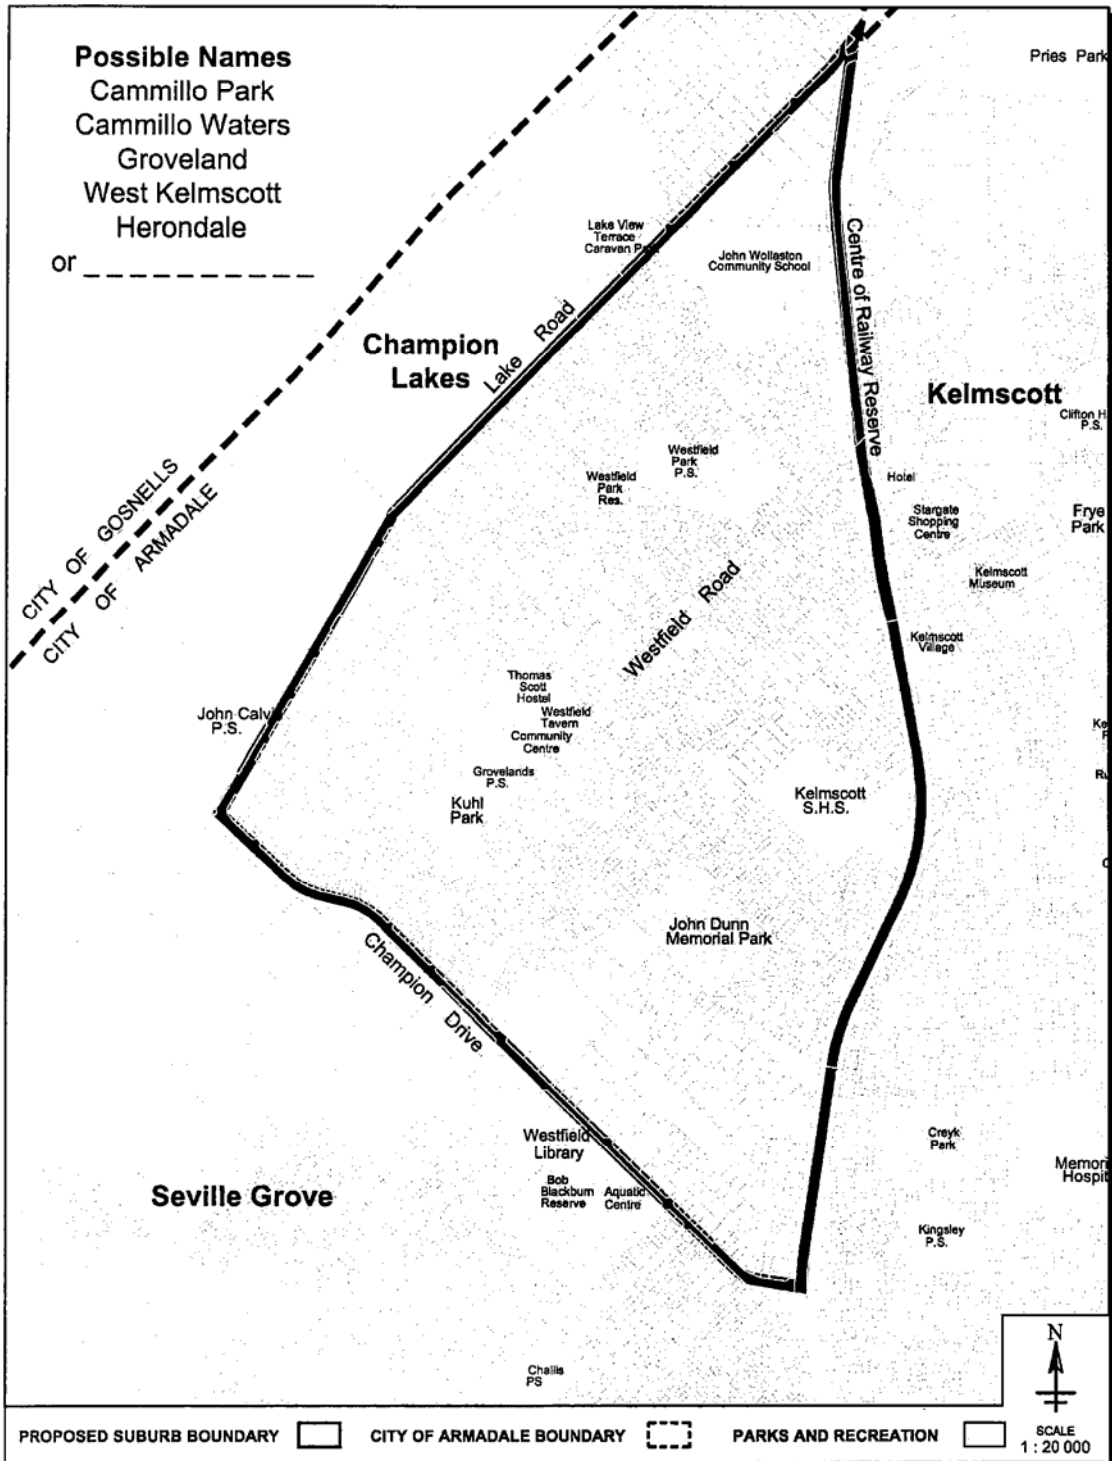 Possible Names
Cammillo Park
Cammillo Waters
Groveland
West Kelmscott
Herondale
or _ _ _ _ _ _ _ _ _ _ _ _
Pries Park
Lake View
Terrace
Caravan Park
John Wollaston
Community School
Centre of Railway Reserve
Lake Road
Champion
Lakes
Kelmscott
Clifton H
P.S.
CITY OF GOSNELLS
CITY OF ARMADALE
Westfield
Park
P.S.
Westfield
Park
Res.
Hotel
Stargate
Shopping
Centre
Frye
Park
Kelmscott
Museum
Westfield Road
Kelmscott
Village
Thomas
Scott
Hostel
Westfield
Tavern
Community
Centre
John Calv
P.S.
Grovelands
P.S.
Kuhl
Park
Kelmscott
S.H.S.
John Dunn
Memorial Park
Champion Drive
Westfield
Library
Bob
Blackburn
Reserve
Aquatic
Centre
Seville Grove
Creyk
Park
Memori
Hospit
Kingsley
P.S.
Challis
PS
N
SCALE
1 : 20 000
PROPOSED SUBURB BOUNDARY
CITY OF ARMADALE BOUNDARY
PARKS AND RECREATION